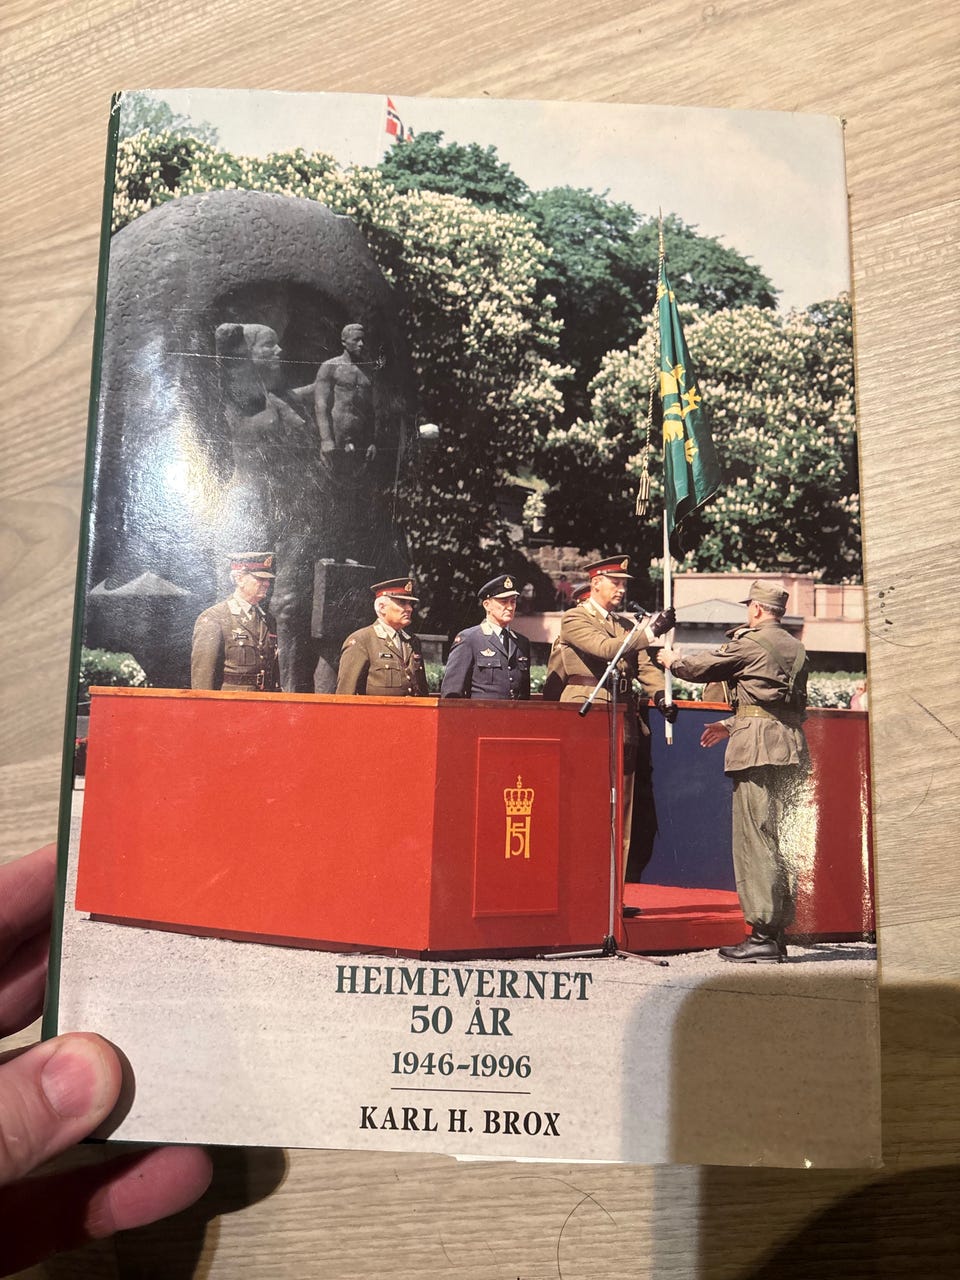 HEIMEVERNET
50 ÅR
1946-1996
KARL H. BROX